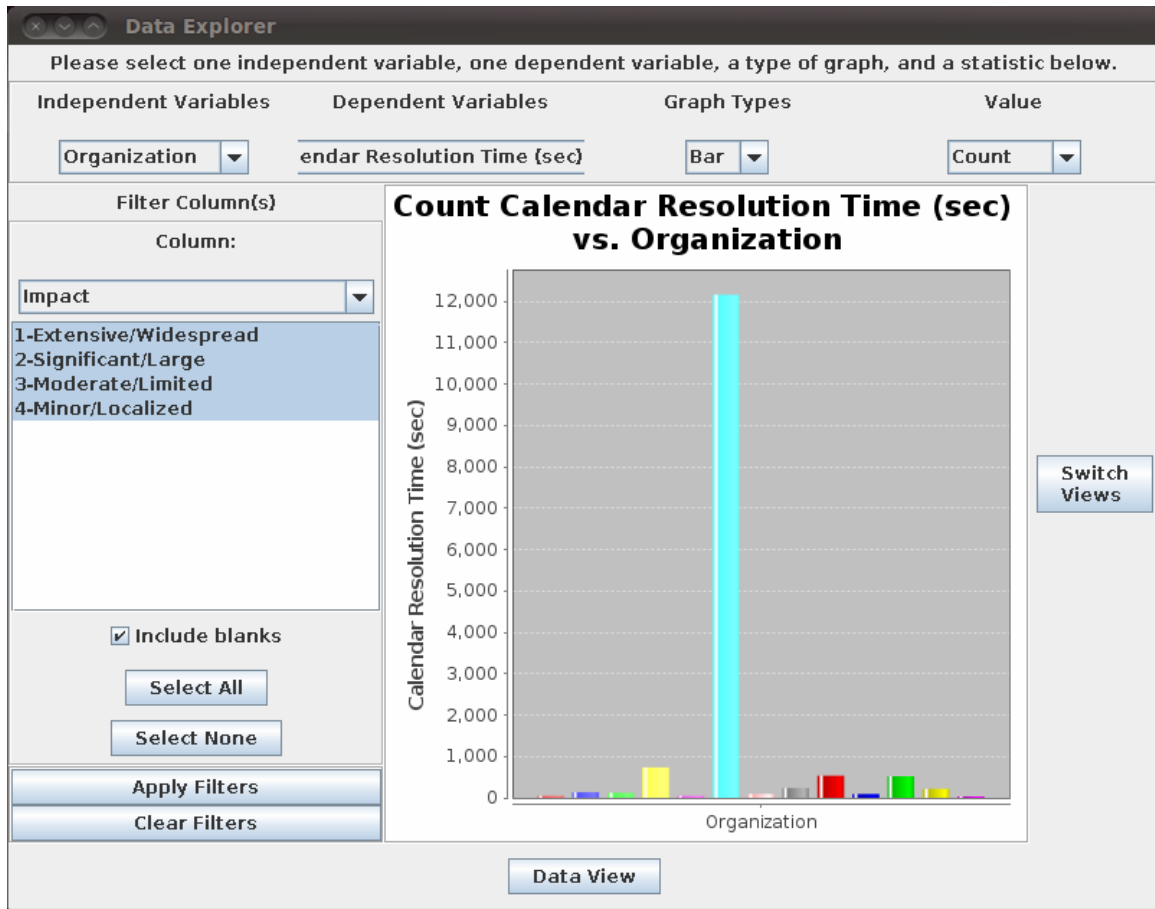 Data Explorer
Please select one independent variable, one dependent variable, a type of graph, and a statistic below.
Independent Variables
Dependent Variables
Graph Types
Value
Organization
endar Resolution Time (sec)
Bar
Count
Filter Column(s)
Column:
Impact
1-Extensive/Widespread
2-Significant/Large
3-Moderate/Limited
4-Minor/Localized
Include blanks
Select All
Select None
Apply Filters
Clear Filters
Count Calendar Resolution Time (sec)
vs. Organization
Calendar Resolution Time (sec)
12,000
11,000
10,000
9,000
8,000
7,000
6,000
5,000
4,000
3,000
2,000
1,000
0
Organization
Switch
Views
Data View